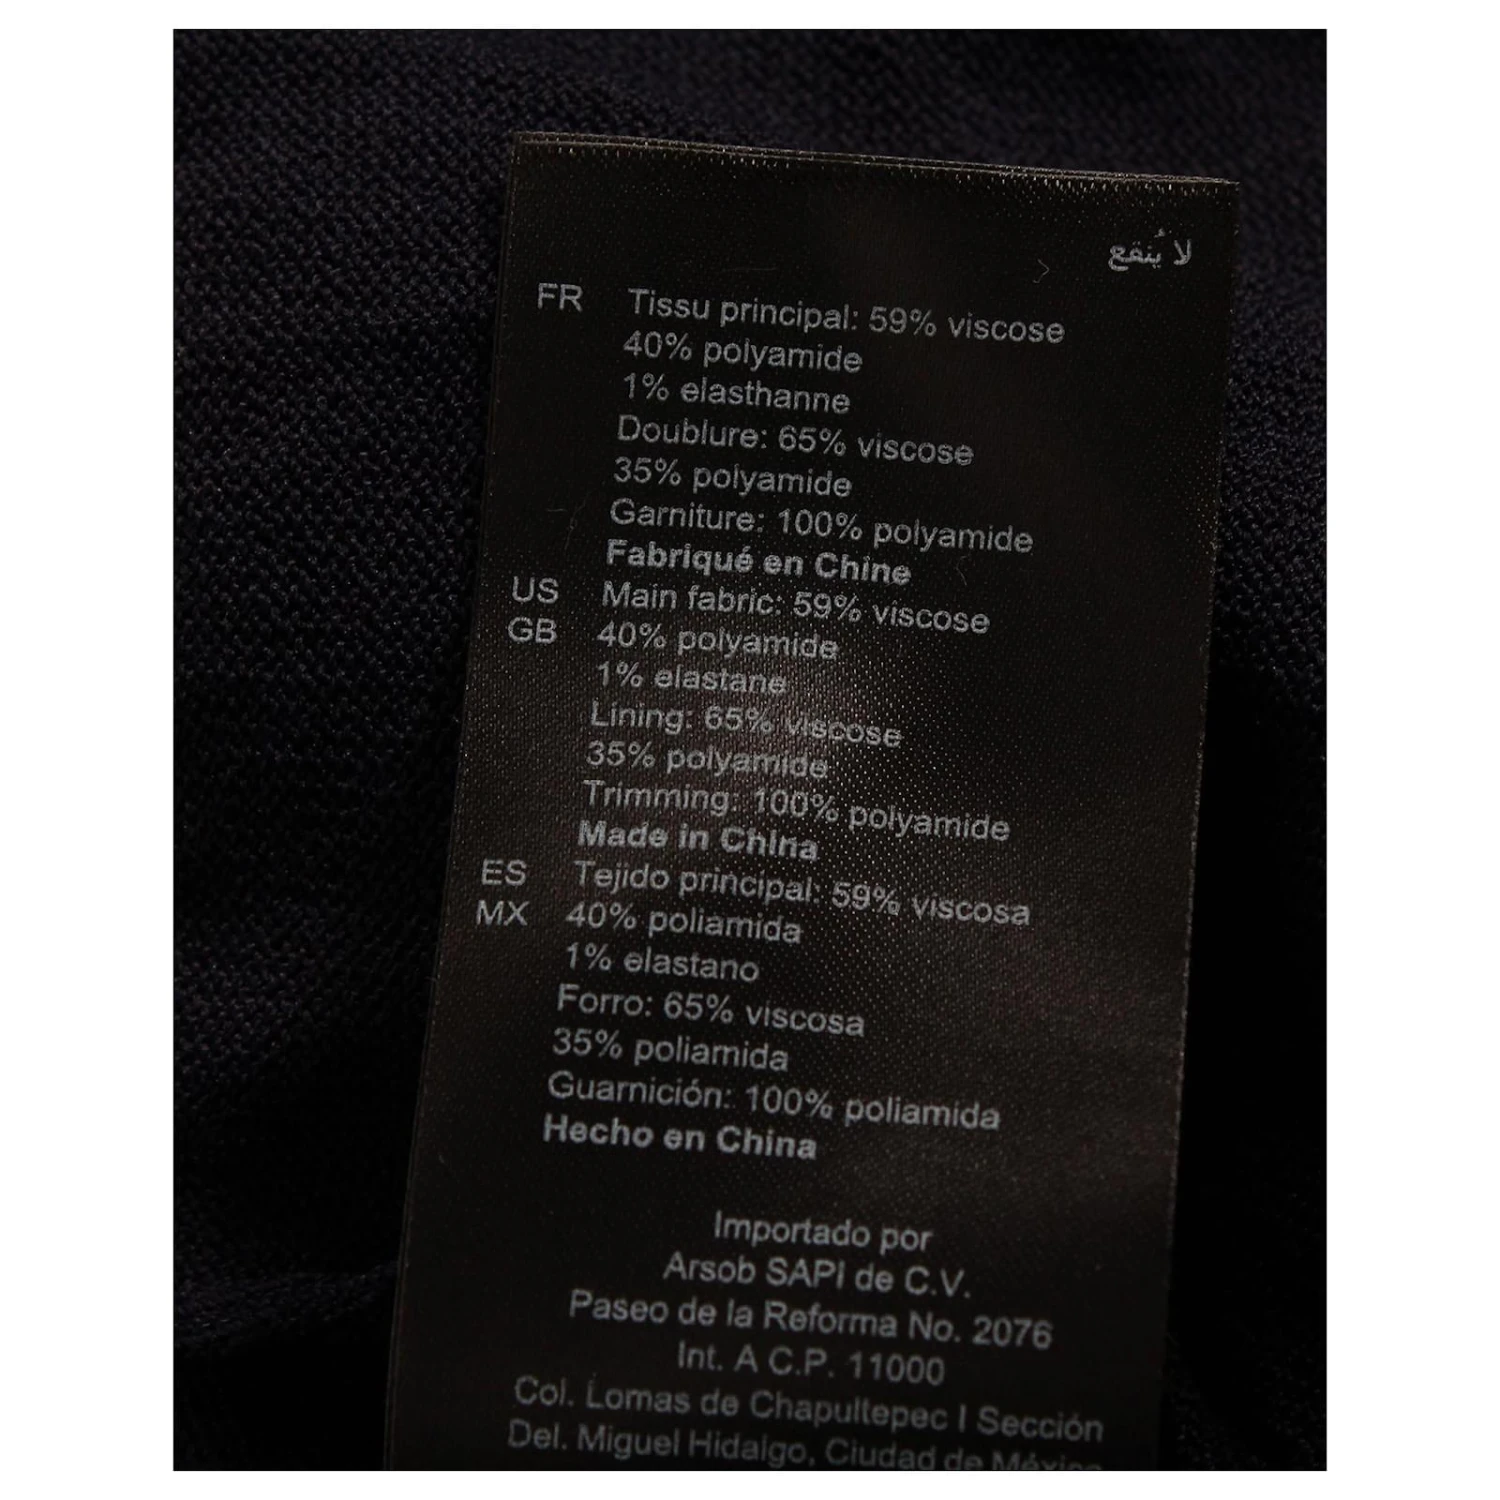 لا يُنقع
FR Tissu principal: 59% viscose
40% polyamide
1% elasthanne
Doublure: 65% viscose
35% polyamide
Garniture: 100% polyamide
Fabriqué en Chine
US Main fabric: 59% viscose
GB 40% polyamide
1% elastane
Lining: 65% viscose
35% polyamide
Trimming: 100% polyamide
Made in China
ES Tejido principal: 59% viscosa
MX 40% poliamida
1% elastano
Forro: 65% viscosa
35% poliamida
Guarnición: 100% poliamida
Hecho en China
Importado por
Arsob SAPI de C.V.
Paseo de la Reforma No. 2076
Int. A C.P. 11000
Col. Lomas de Chapultepec I Sección
Del. Miguel Hidalgo, Ciudad de México